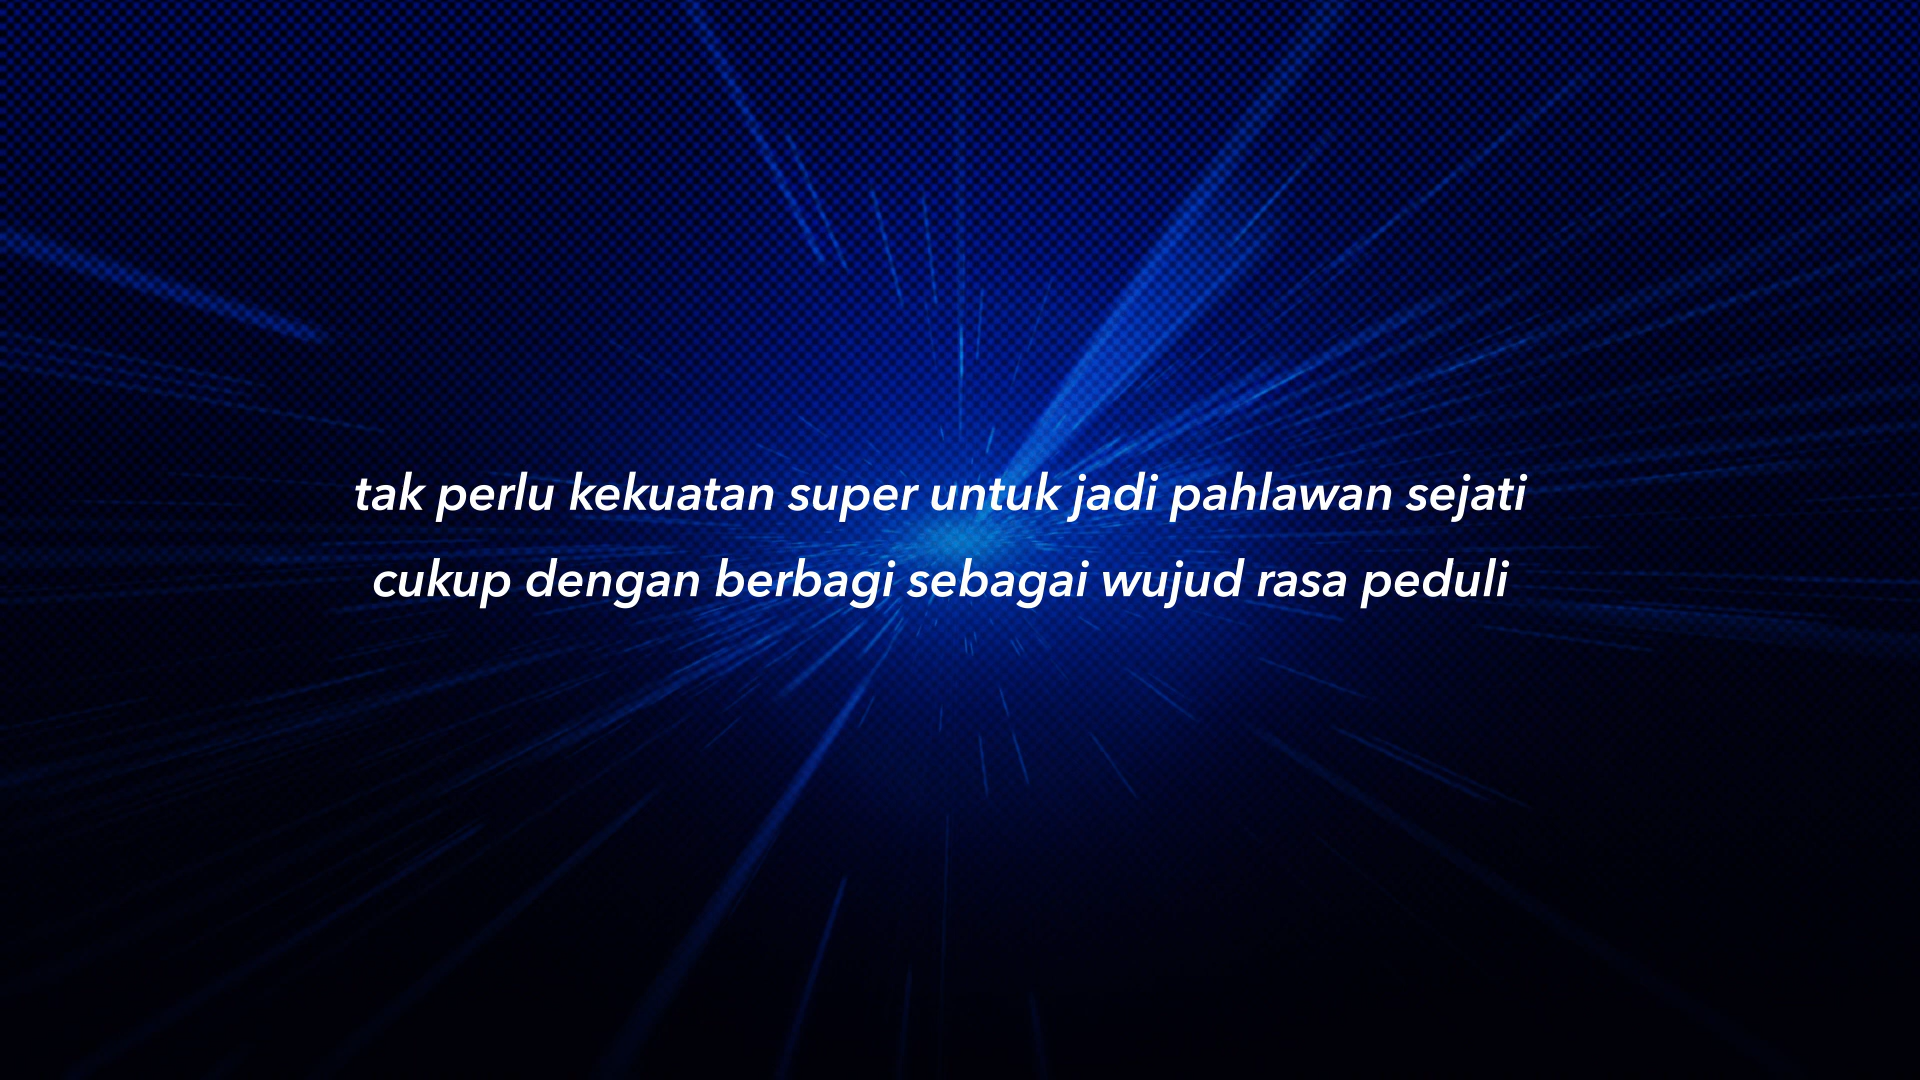 tak perlu kekuatan super untuk jadi pahlawan sejati
cukup dengan berbagi sebagai wujud rasa peduli